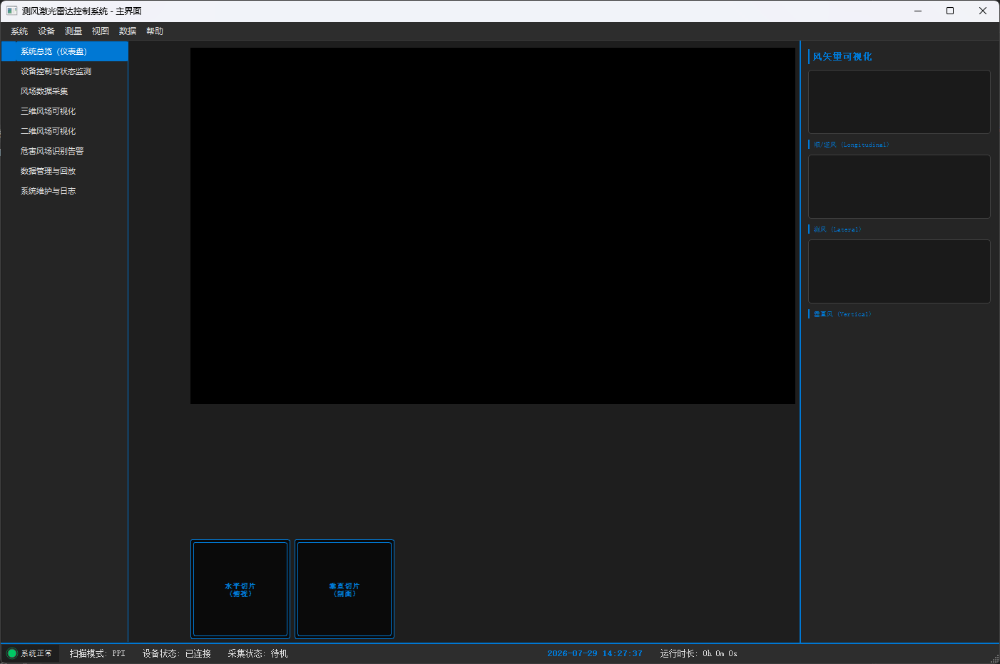 测风激光雷达控制系统 - 主界面
系统 设备 测量 视图 数据 帮助
系统总览（仪表盘）
设备控制与状态监测
风场数据采集
三维风场可视化
二维风场可视化
危害风场识别告警
数据管理与回放
系统维护与日志
风矢量可视化
顺/逆风 (Longitudinal)
测风 (Lateral)
垂直风 (Vertical)
水平切片
（俯视）
垂直切片
（剖面）
系统正常 扫描模式: PPI 设备状态: 已连接 采集状态: 待机 2026-07-29 14:27:37 运行时长: 0h 0m 0s